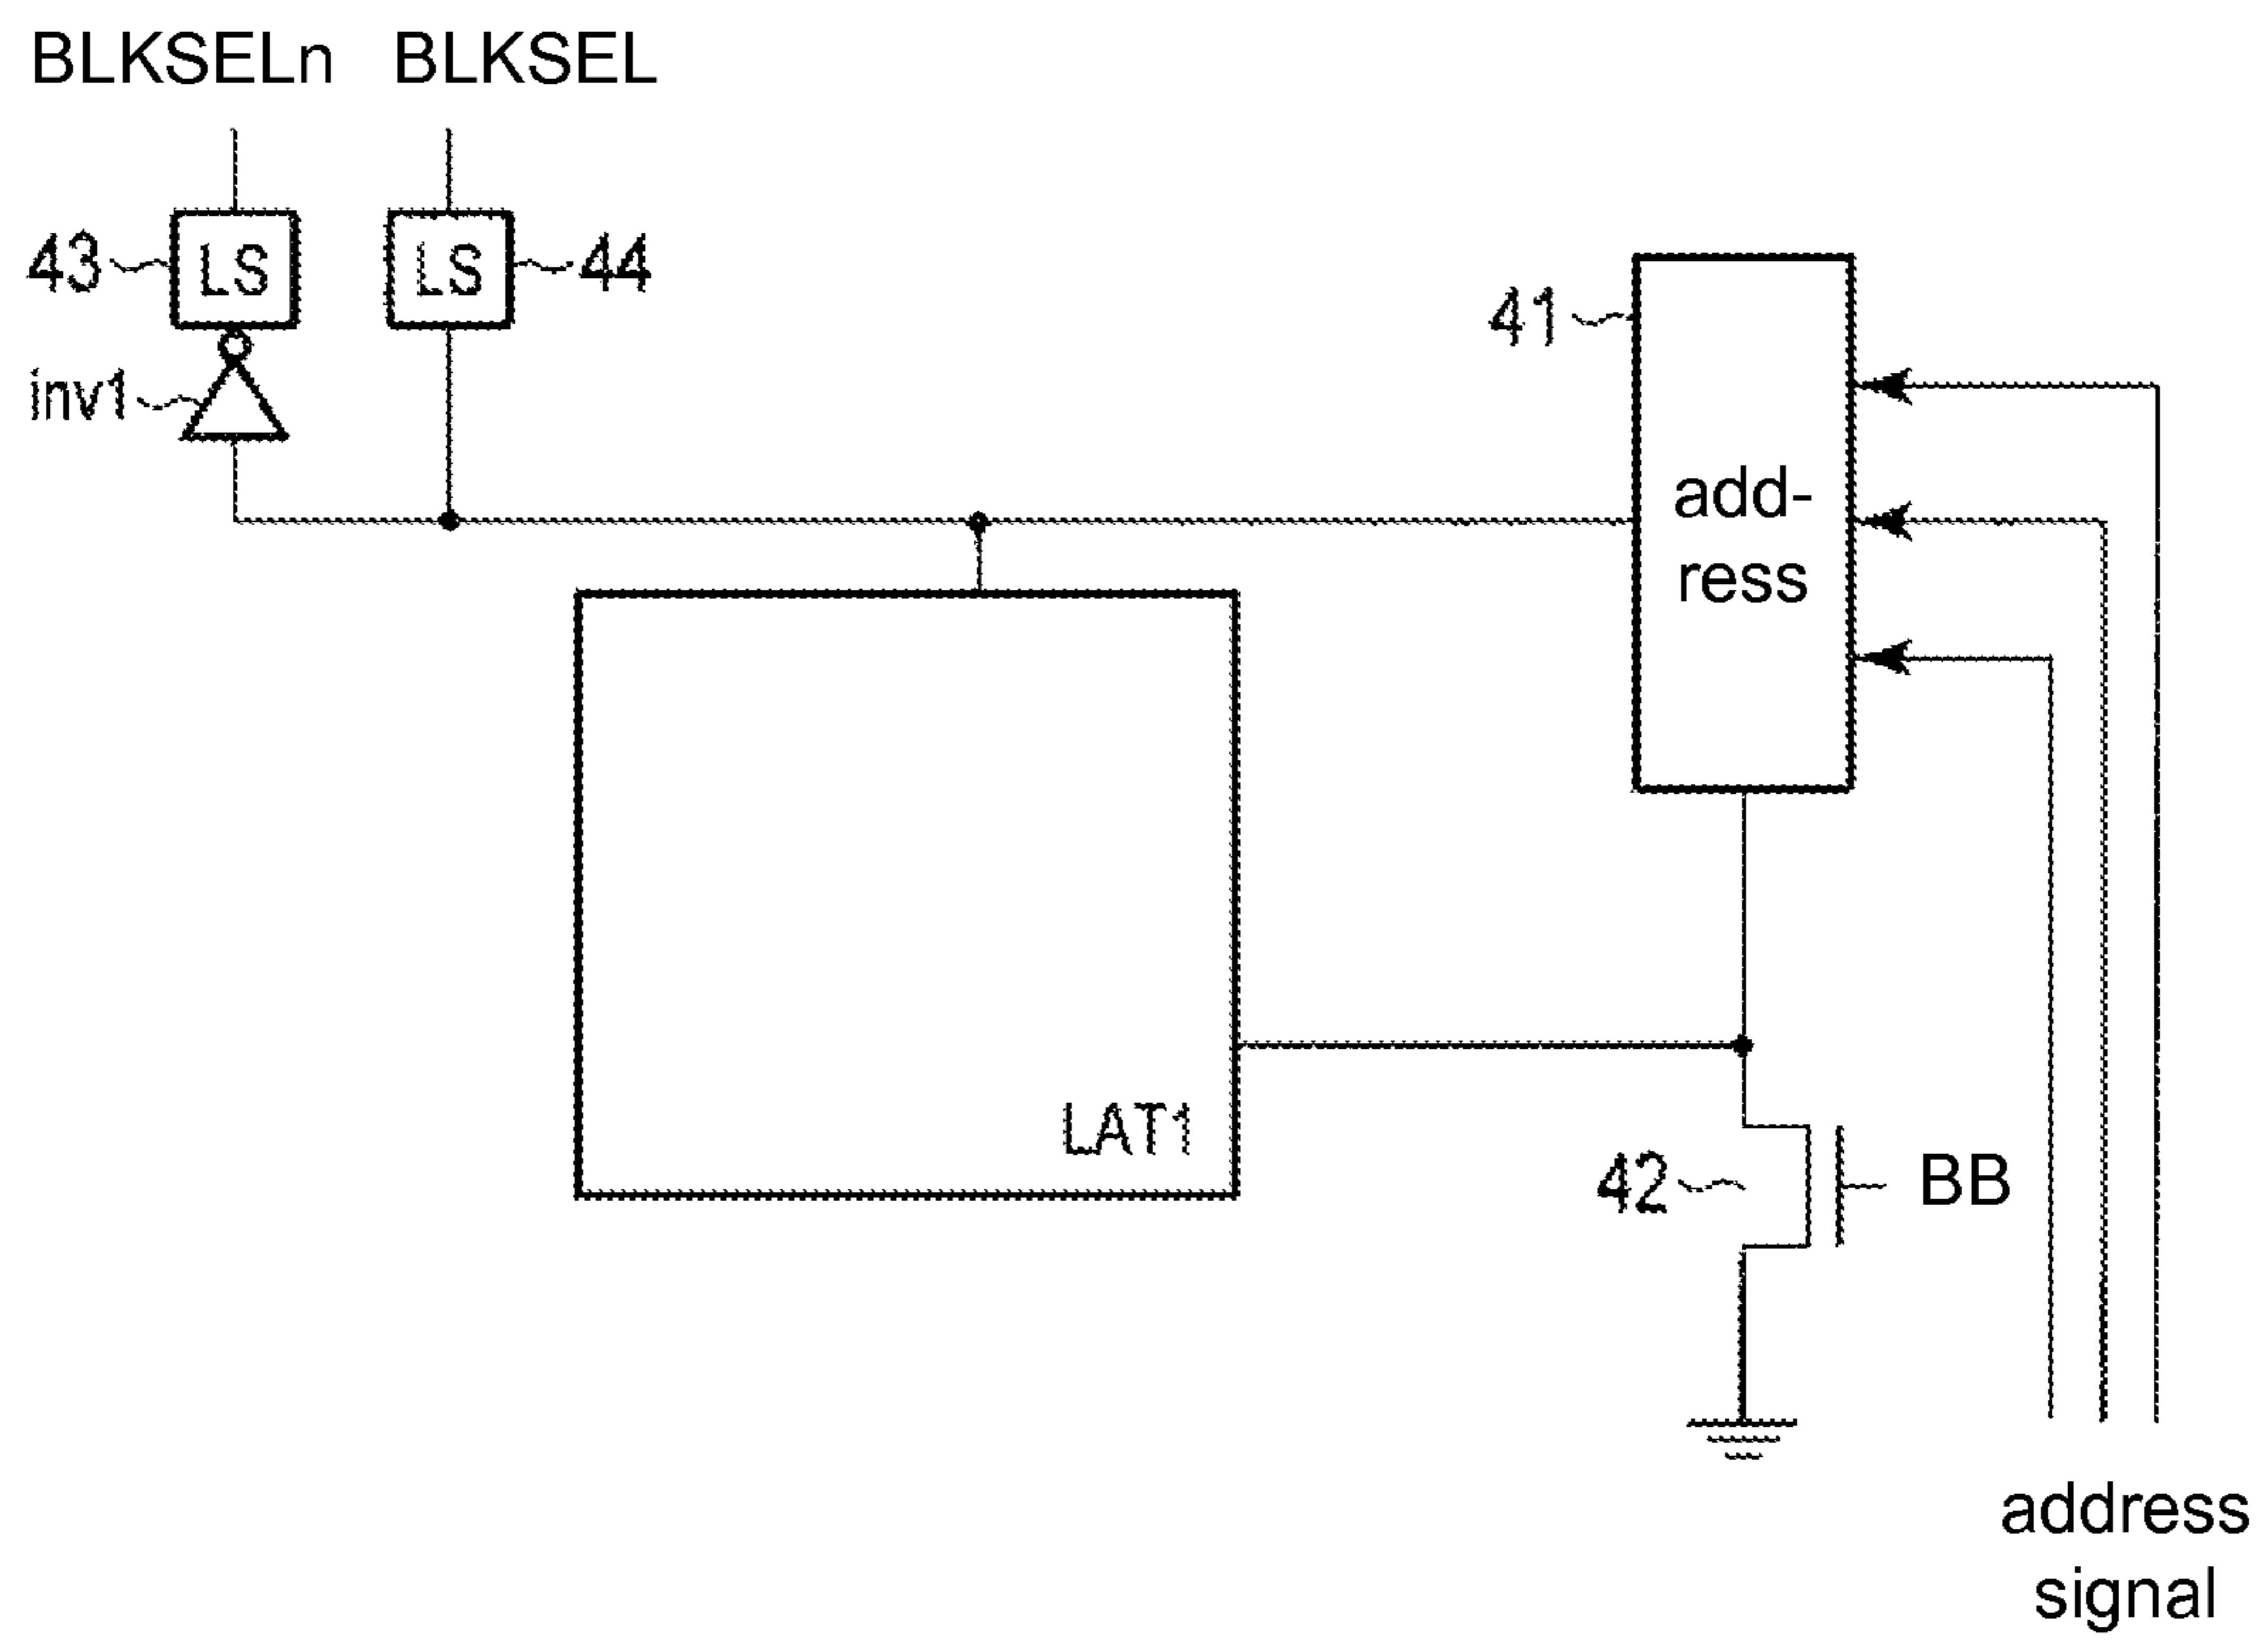 BLKSELn BLKSEL
43 LS LS 44
41
inv1
add-
ress
LAT1
42 BB
address
signal